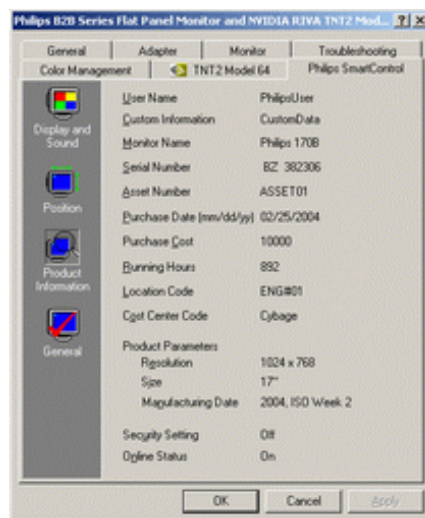 Philips B2B Series Flat Panel Monitor and NVIDIA RIVA TNT2 Mod... ? X
General Adapter Monitor Troubleshooting
Color Management TNT2 Model 64 Philips SmartControl
Display and Sound
Position
Product Information
General
User Name PhilipsUser
Custom Information CustomData
Monitor Name Philips 170B
Serial Number BZ 382306
Asset Number ASSET01
Purchase Date (mm/dd/yy) 02/25/2004
Purchase Cost 10000
Running Hours 892
Location Code ENG#01
Cost Center Code Cybage
Product Parameters
Resolution 1024 x 768
Size 17"
Manufacturing Date 2004, ISO Week 2
Security Setting Off
Online Status On
OK Cancel Apply